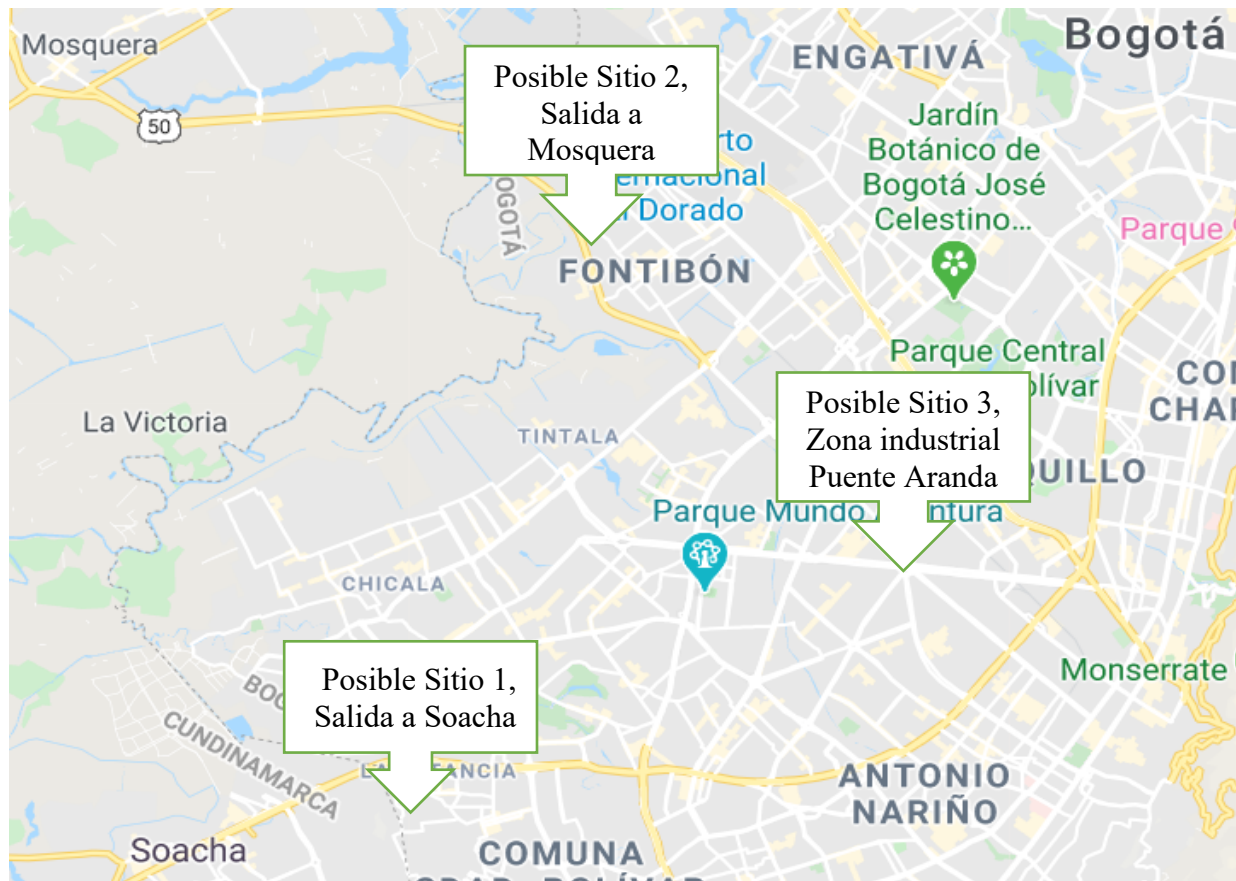 Mosquera
Bogotá
ENGATIVÁ
50
Posible Sitio 2,
Salida a
Mosquera
Jardín
Botánico de
Bogotá José
Celestino...
Dorado
BOGOTÁ
Parque
FONTIBÓN
Parque Central
Posible Sitio 3,
Zona industrial
Puente Aranda
La Victoria
TINTALA
Parque Mundo
CHICALA
Posible Sitio 1,
Salida a Soacha
Monserrate
CUNDINAMARCA
ANTONIO
NARIÑO
Soacha
COMUNA